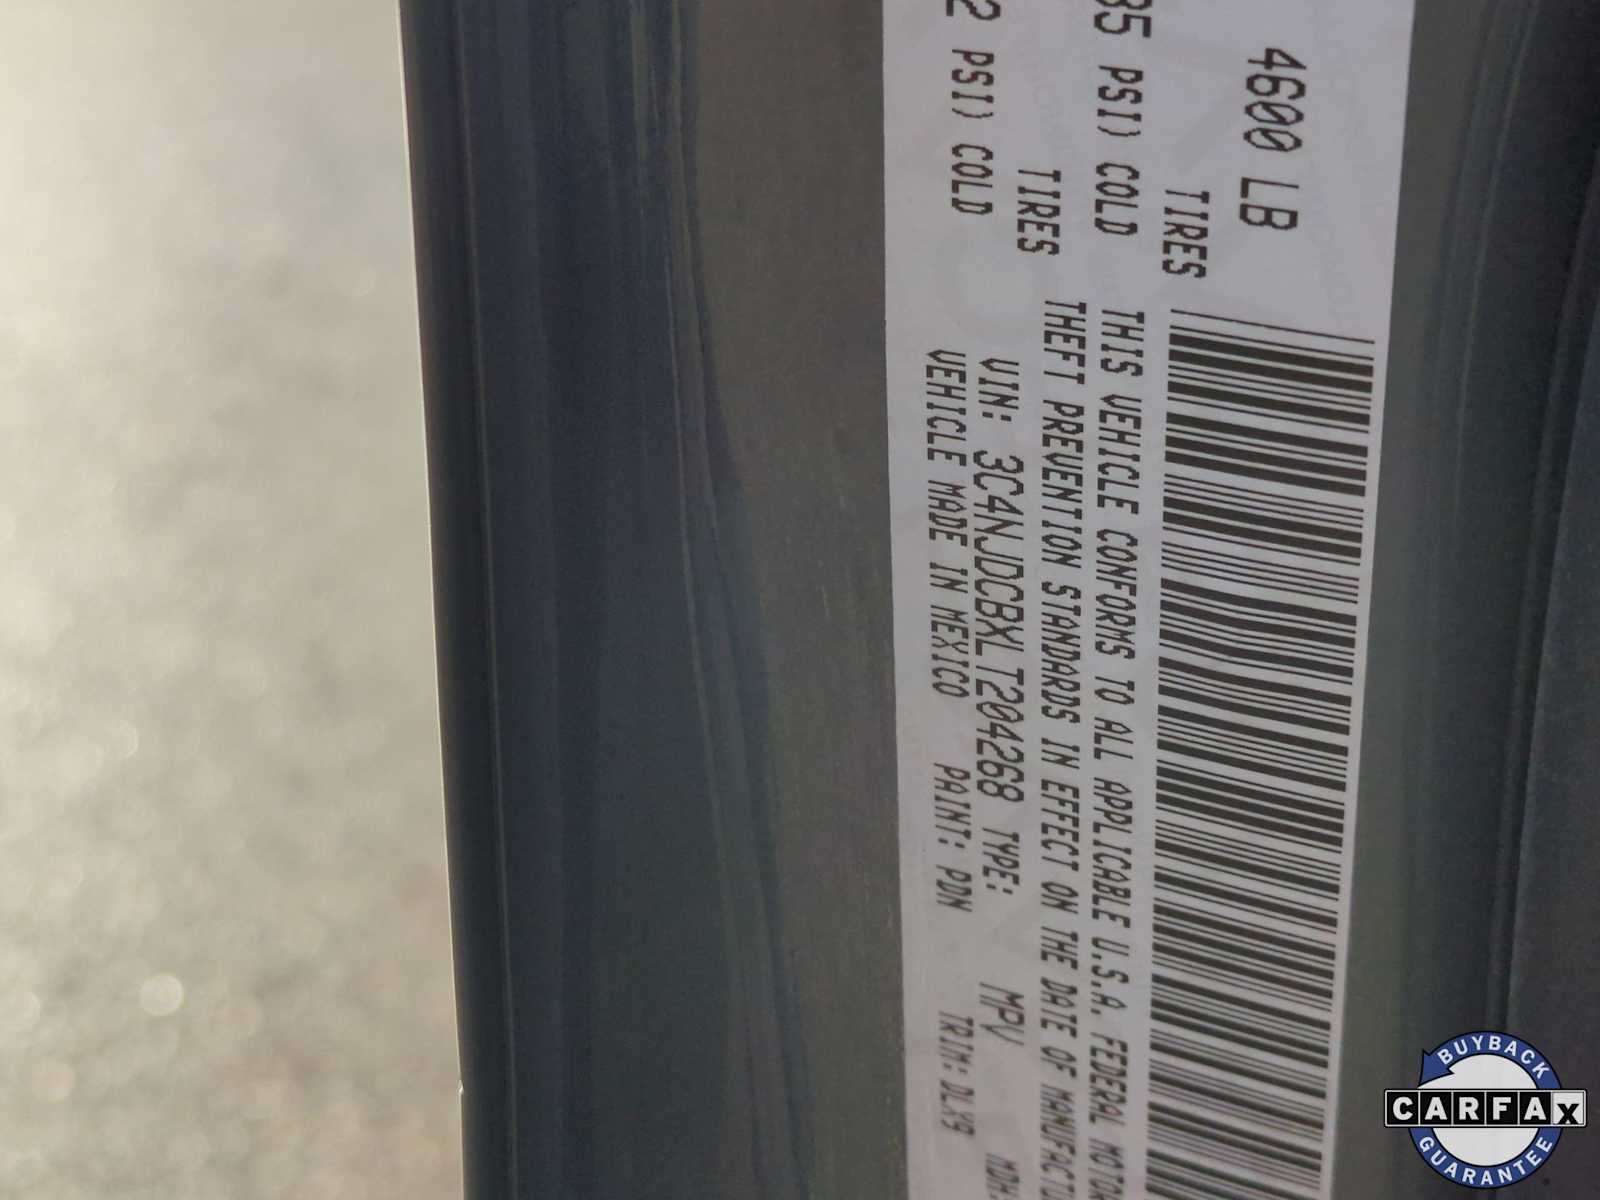 4600 LB
TIRES
85 PSI) COLD
TIRES
2 PSI) COLD
THIS VEHICLE CONFORMS TO ALL APPLICABLE U.S.A. FEDERAL MOTOR
THEFT PREVENTION STANDARDS IN EFFECT ON THE DATE OF MANUFACTU
VIN: 3C4NJDCBXLT204268 TYPE: MPV
VEHICLE MADE IN MEXICO PAINT: PDN TRIM: DLX9 MDH
BUYBACK
CARFAX
GUARANTEE